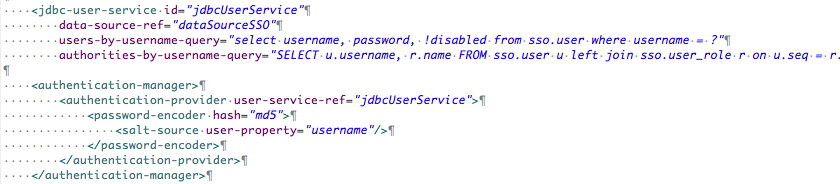 <jdbc-user-service id="jdbcUserService"¶
data-source-ref="dataSourceSSO"
users-by-username-query="select username, password, !disabled from sso.user where username = ?"¶
authorities-by-username-query="SELECT u.username, r.name FROM sso.user u left join sso.user_role r on u.seq = r.
¶
<authentication-manager>¶
<authentication-provider user-service-ref="jdbcUserService">¶
<password-encoder hash="md5">¶
<salt-source user-property="username"/>¶
</password-encoder>¶
</authentication-provider>¶
</authentication-manager>¶